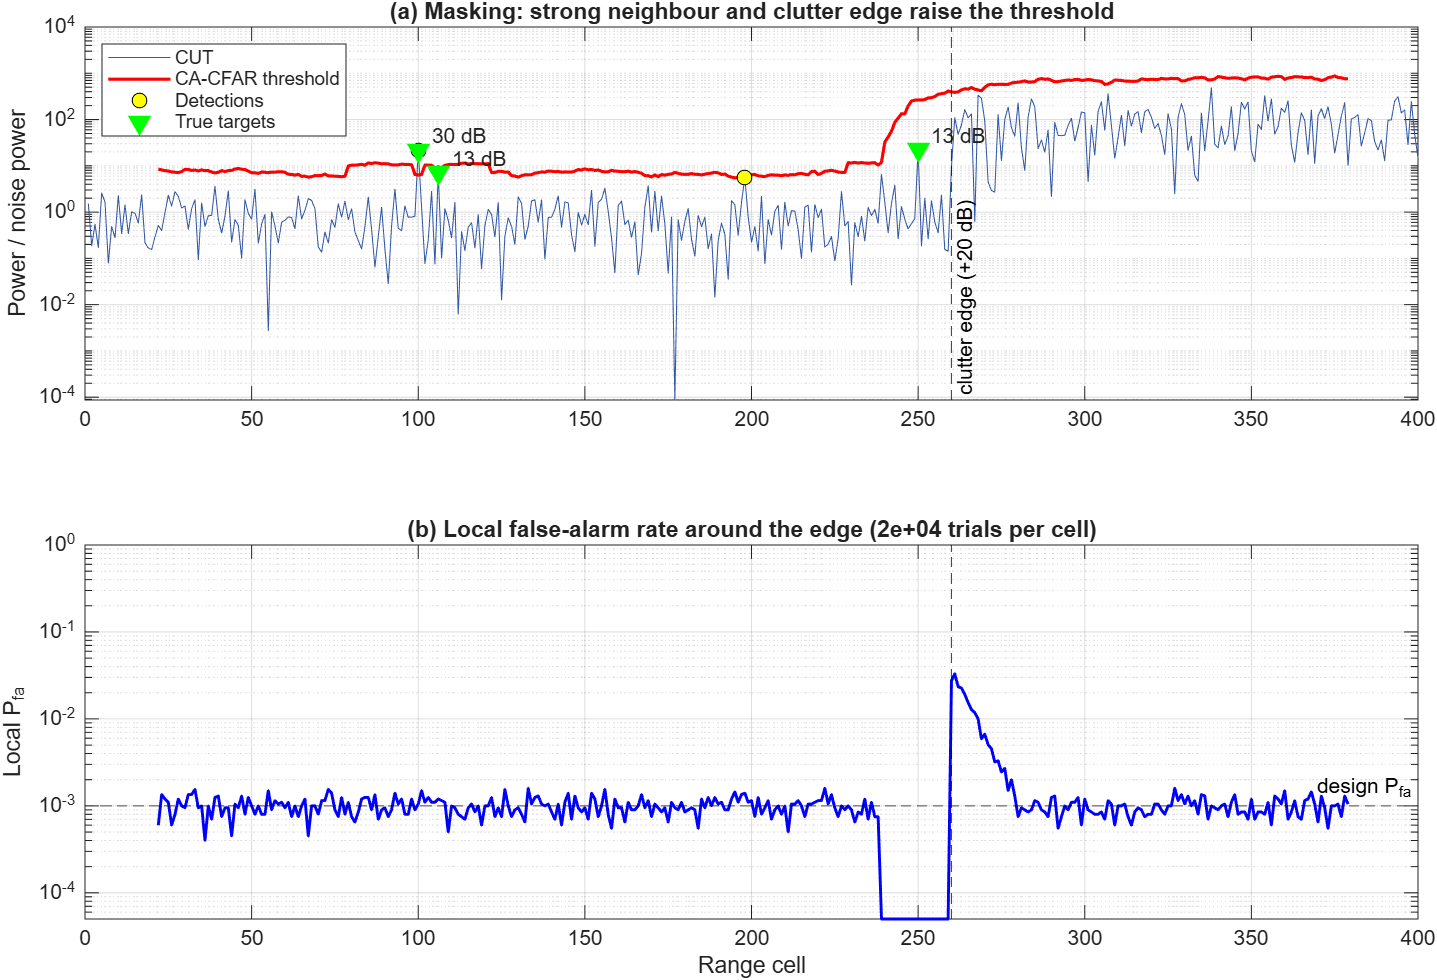 (a) Masking: strong neighbour and clutter edge raise the threshold
Power / noise power
10^4
10^2
10^0
10^-2
10^-4
CUT
CA-CFAR threshold
Detections
True targets
30 dB
13 dB
13 dB
clutter edge (+20 dB)
0 50 100 150 200 250 300 350 400
(b) Local false-alarm rate around the edge (2e+04 trials per cell)
Local P_fa
10^0
10^-1
10^-2
10^-3
10^-4
design P_fa
0 50 100 150 200 250 300 350 400
Range cell